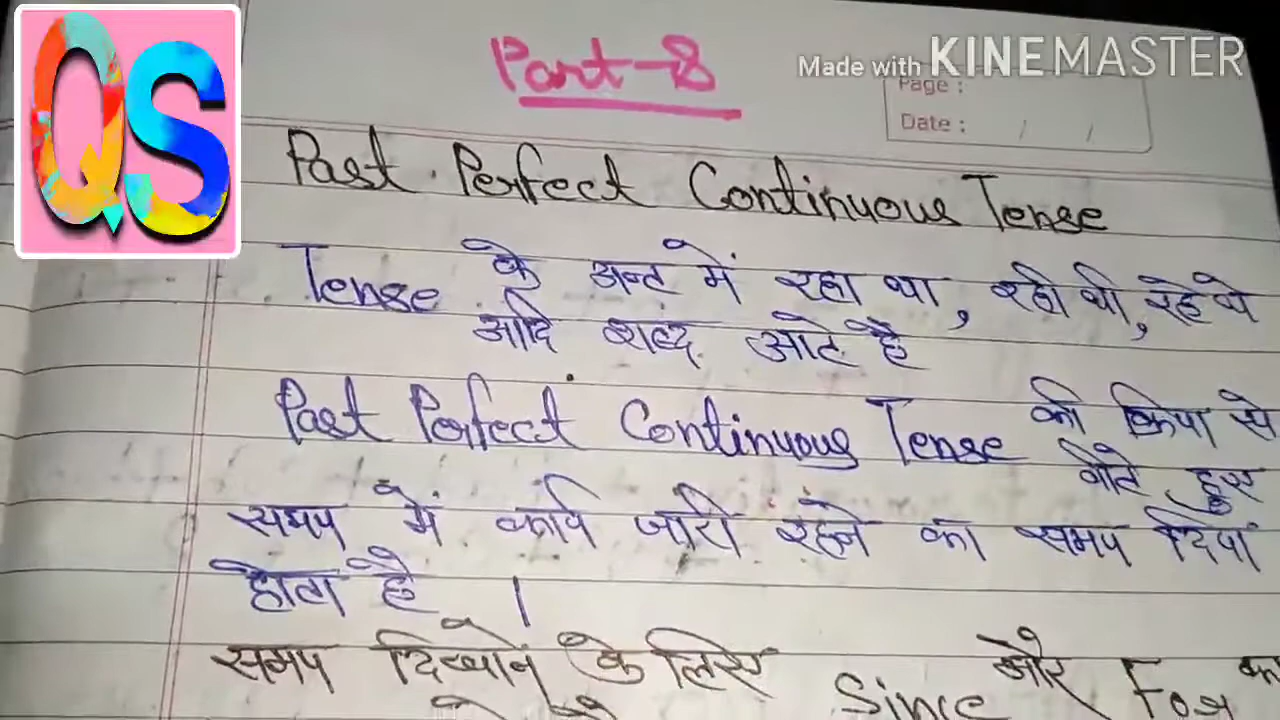 QS
Part-8
Made with KINEMASTER
Page :
Date : / /
Past Perfect Continuous Tense
Tense के अन्त में रहा था, रही थी, रहे थे
आदि शब्द आते है
Past Perfect Continuous Tense की क्रिया से
बीते हुए
समय में कार्य जारी रहने का समय दिया
होता है ।
समय दिखाने के लिए Since और For का